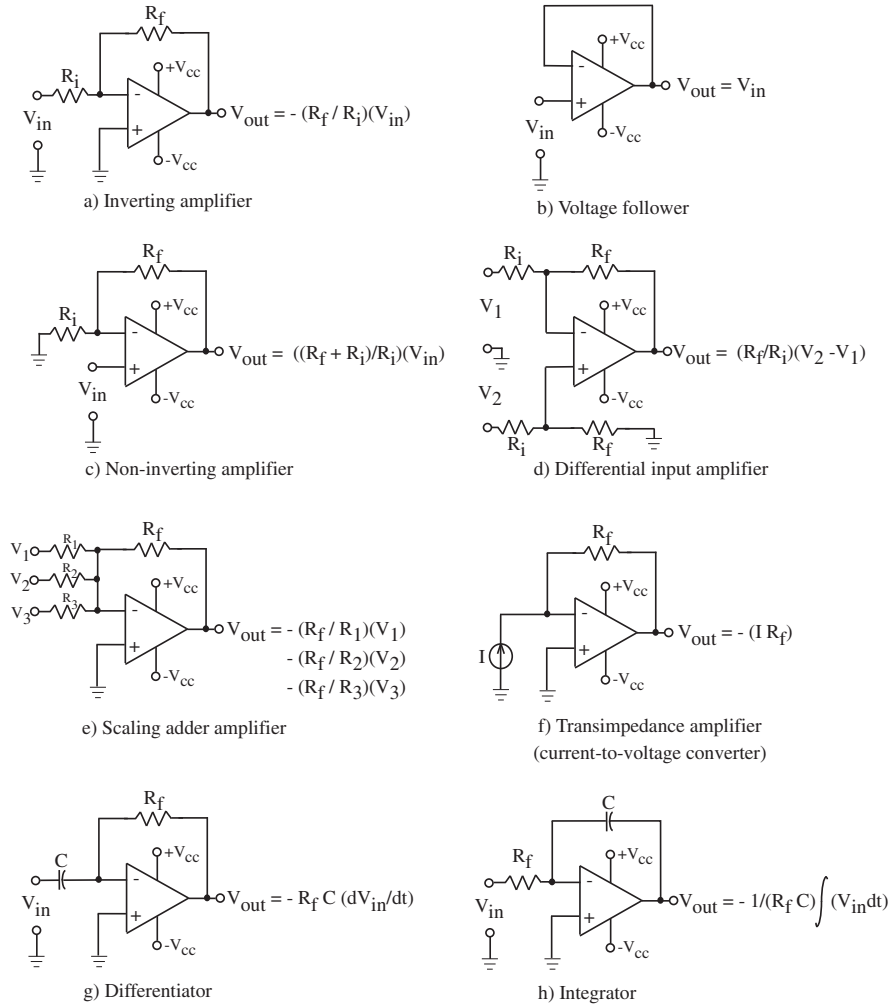 Rf
Ri
+Vcc
-
+
-Vcc
Vin
Vout = - (Rf / Ri)(Vin)
a) Inverting amplifier
+Vcc
-
+
-Vcc
Vin
Vout = Vin
b) Voltage follower
Rf
Ri
+Vcc
-
+
-Vcc
Vin
Vout = ((Rf + Ri)/Ri)(Vin)
c) Non-inverting amplifier
Ri
Rf
V1
+Vcc
-
+
-Vcc
V2
Ri
Rf
Vout = (Rf/Ri)(V2 -V1)
d) Differential input amplifier
Rf
V1
R1
V2
R2
V3
R3
+Vcc
-
+
-Vcc
Vout = - (Rf / R1)(V1)
- (Rf / R2)(V2)
- (Rf / R3)(V3)
e) Scaling adder amplifier
Rf
+Vcc
-
+
-Vcc
I
Vout = - (I Rf)
f) Transimpedance amplifier
(current-to-voltage converter)
Rf
C
+Vcc
-
+
-Vcc
Vin
Vout = - Rf C (dVin/dt)
g) Differentiator
C
Rf
+Vcc
-
+
-Vcc
Vin
Vout = - 1/(Rf C)∫(Vindt)
h) Integrator